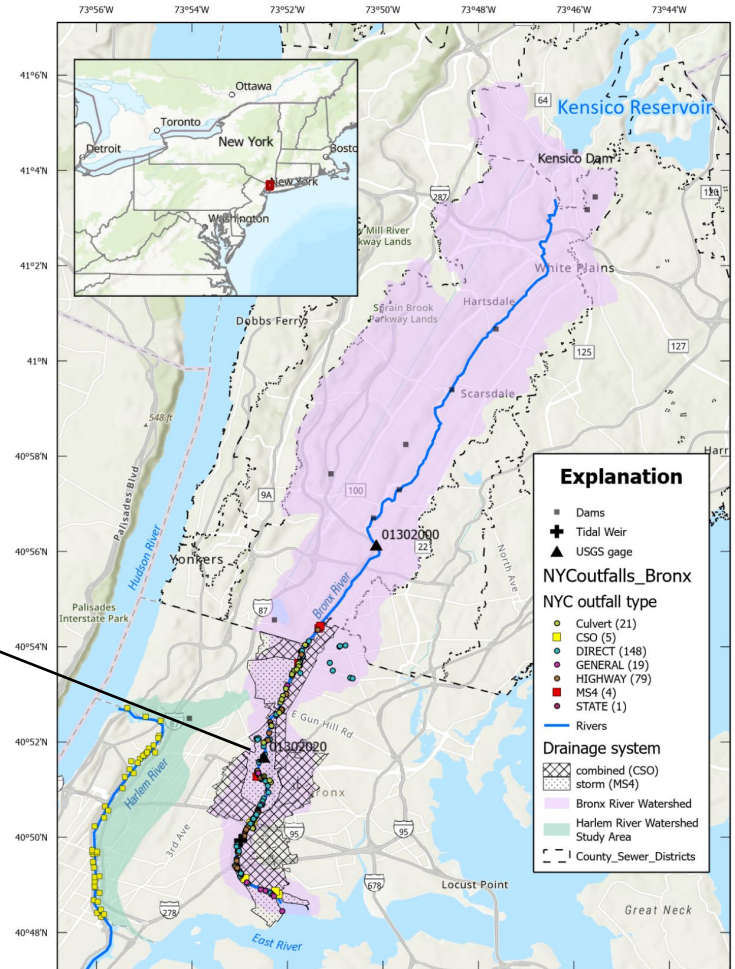 73°56'W
73°54'W
73°52'W
73°50'W
73°48'W
73°46'W
73°44'W
41°6'N
41°4'N
41°2'N
41°N
40°58'N
40°56'N
40°54'N
40°52'N
40°50'N
40°48'N
Ottawa
Toronto
New York
Detroit
Bosto
New York
Washington
64
Kensico Reservoir
Kensico Dam
120
287
Mill River
kway Lands
White Plains
Sprain Brook
Parkway Lands
Hartsdale
Dobbs Ferry
127
125
Scarsdale
548 ft
Palisades Blvd
Harr
9A
100
Hudson River
01302000
22
Yonkers
North Ave
Bronx River
87
Palisades
Interstate Park
E Gun Hill Rd
87
01302020
Harlem River
ronx
3rd Ave
95
95
678
278
Locust Point
Great Neck
East River
Explanation
Dams
Tidal Weir
USGS gage
NYCoutfalls_Bronx
NYC outfall type
Culvert (21)
CSO (5)
DIRECT (148)
GENERAL (19)
HIGHWAY (79)
MS4 (4)
STATE (1)
Rivers
Drainage system
combined (CSO)
storm (MS4)
Bronx River Watershed
Harlem River Watershed
Study Area
County_Sewer_Districts